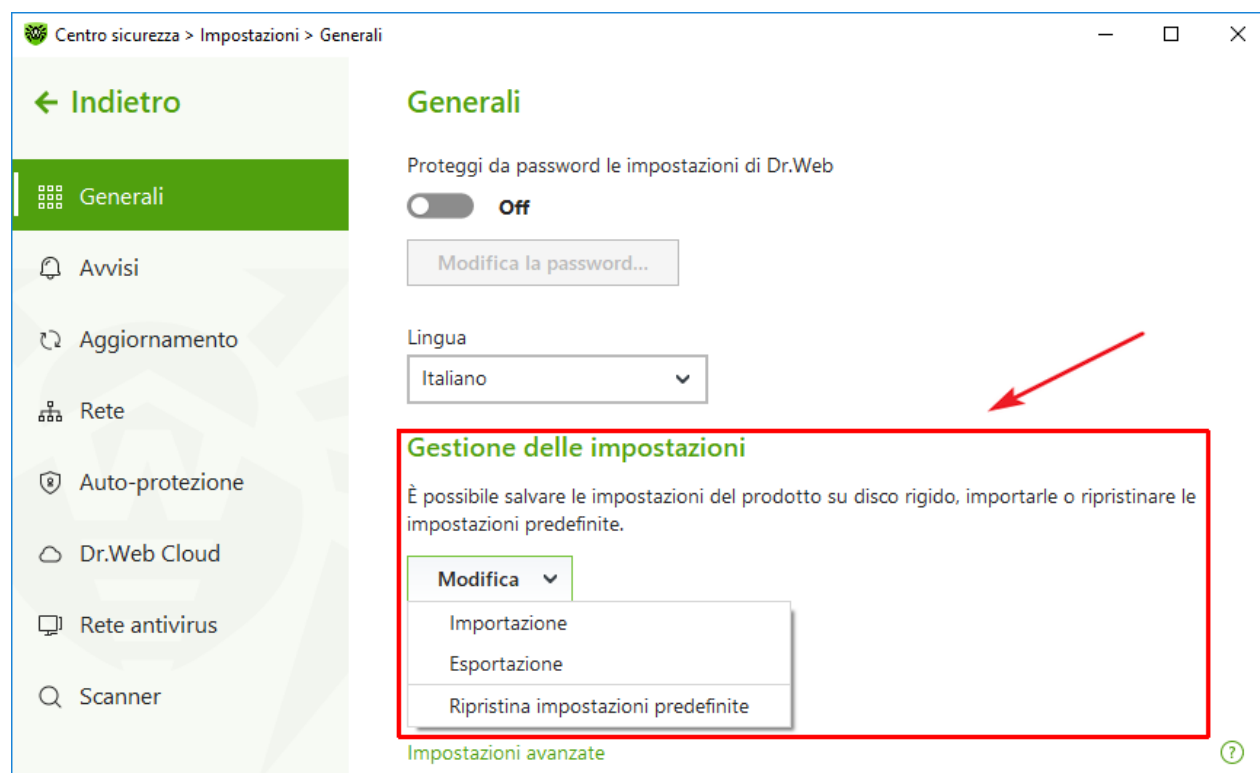 Centro sicurezza > Impostazioni > Generali
Indietro
Generali
Avvisi
Aggiornamento
Rete
Auto-protezione
Dr.Web Cloud
Rete antivirus
Scanner
Generali
Proteggi da password le impostazioni di Dr.Web
Off
Modifica la password...
Lingua
Italiano
Gestione delle impostazioni
È possibile salvare le impostazioni del prodotto su disco rigido, importarle o ripristinare le
impostazioni predefinite.
Modifica
Importazione
Esportazione
Ripristina impostazioni predefinite
Impostazioni avanzate
?